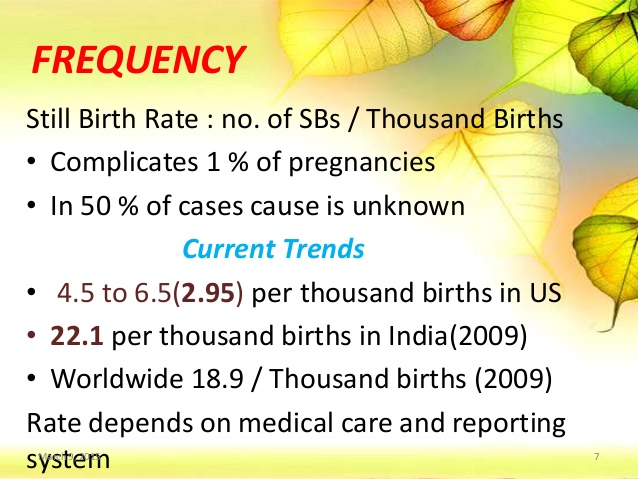 FREQUENCY
Still Birth Rate : no. of SBs / Thousand Births
• Complicates 1 % of pregnancies
• In 50 % of cases cause is unknown
Current Trends
• 4.5 to 6.5(2.95) per thousand births in US
• 22.1 per thousand births in India(2009)
• Worldwide 18.9 / Thousand births (2009)
Rate depends on medical care and reporting
system
7